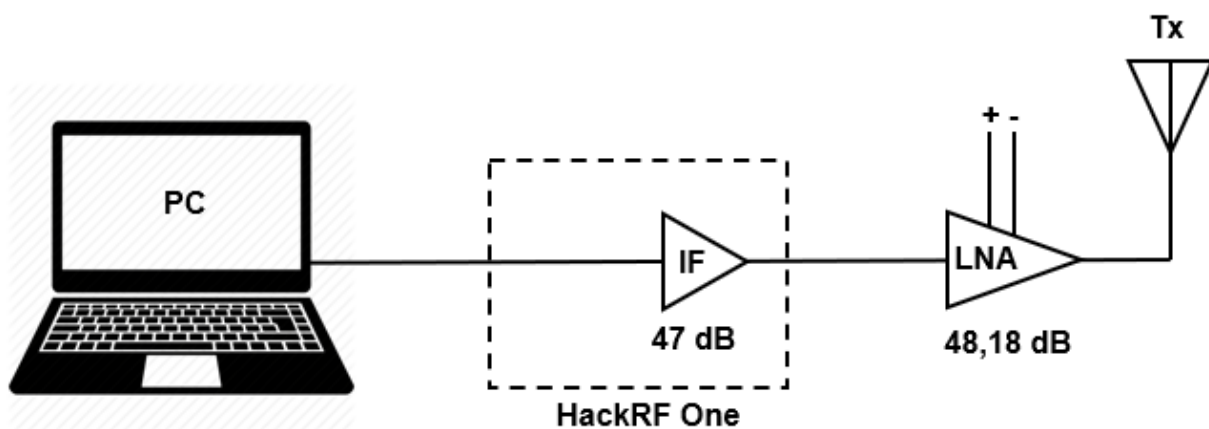 Tx
+ -
PC
IF
LNA
47 dB
48,18 dB
HackRF One